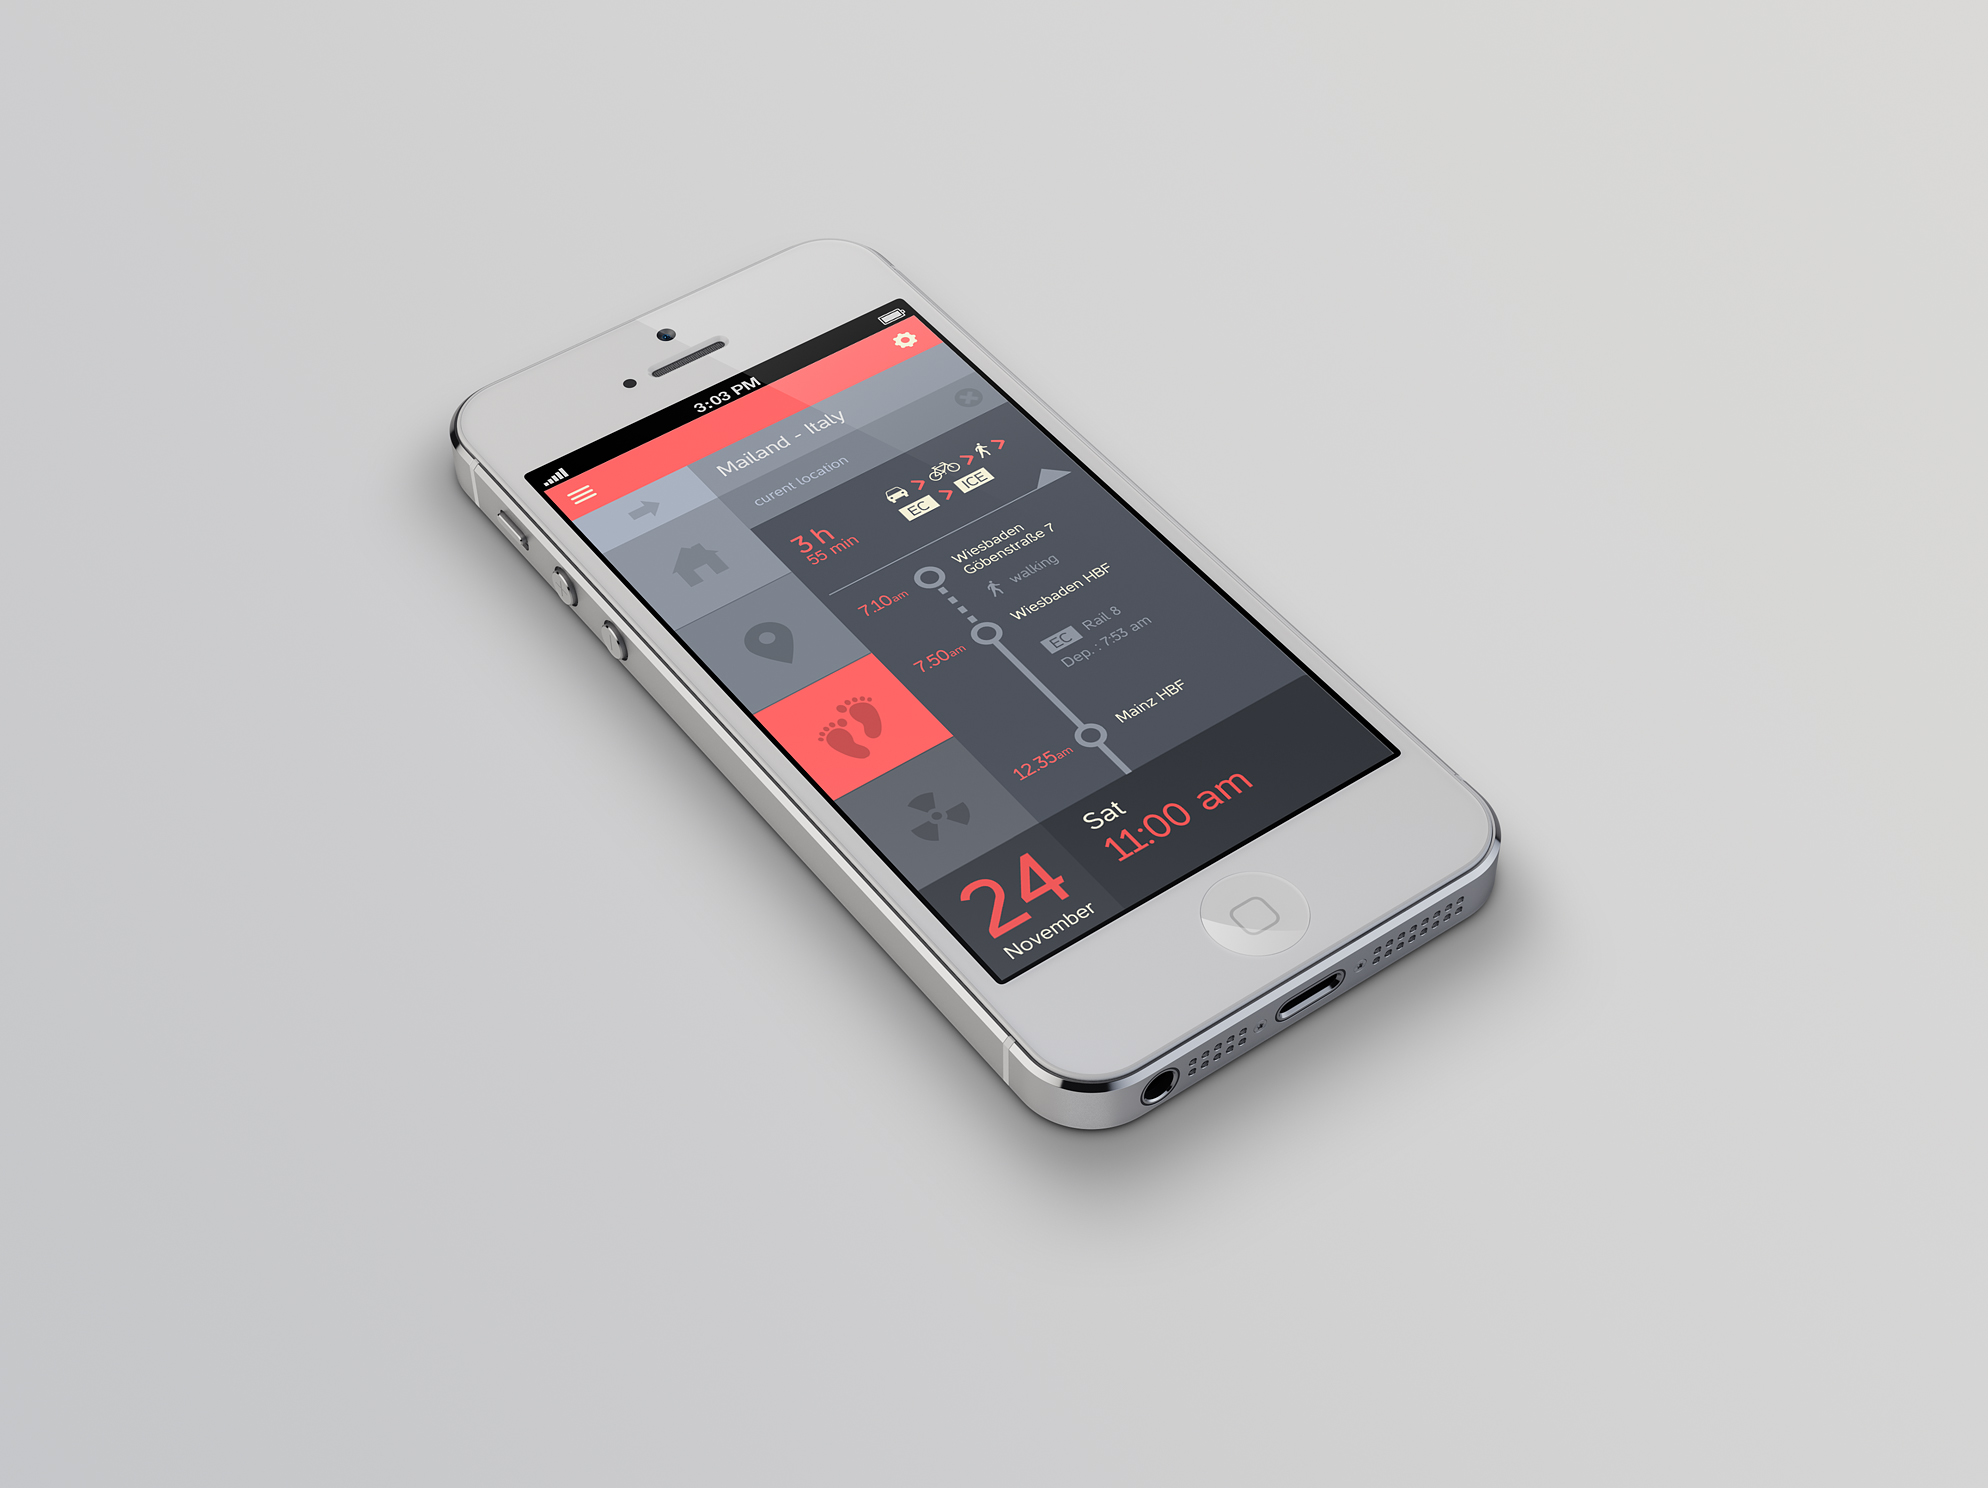 3:03 PM
Mailand - Italy
curent location
3 h
55 min
EC
ICE
Wiesbaden
Göbenstraße 7
7.10am
walking
Wiesbaden HBF
7.50am
EC Rail 8
Dep. : 7:53 am
Mainz HBF
12.35am
24
November
Sat
11:00 am